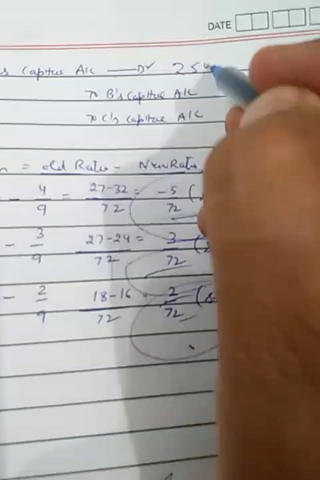 DATE
s Capital A/c —— Dr 254
To B's Capital A/c
To C's Capital A/c
n = old Ratio - New Ratio
- 4/9 = 27-32/72 = -5/72 (
- 3/9 27-24/72 = 3/72 (
- 2/9 18-16/72 2/72 (